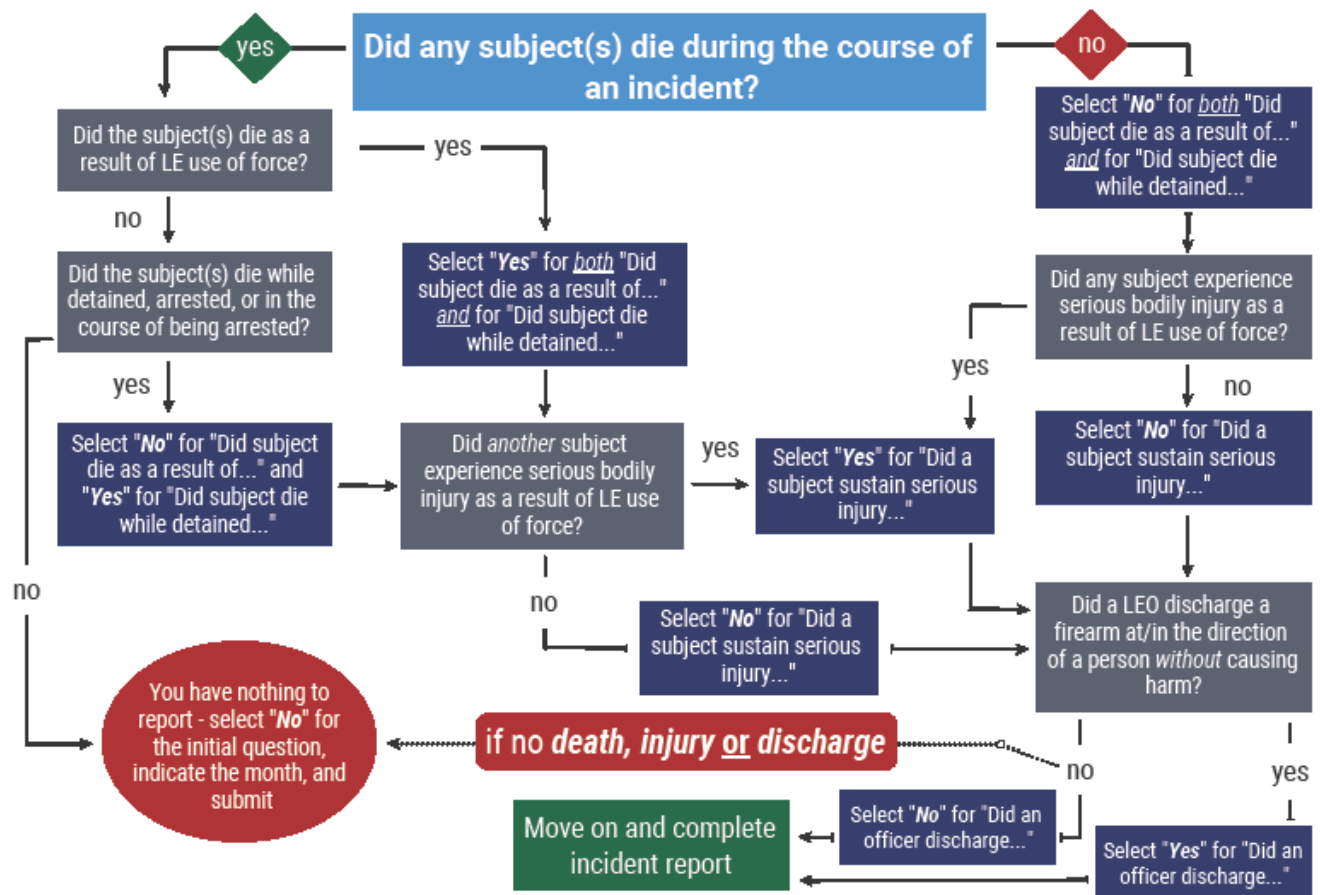 yes
Did any subject(s) die during the course of
an incident?
no
Did the subject(s) die as a
result of LE use of force?
yes
Select "No" for both "Did
subject die as a result of..."
and for "Did subject die
while detained..."
no
Did the subject(s) die while
detained, arrested, or in the
course of being arrested?
Select "Yes" for both "Did
subject die as a result of..."
and for "Did subject die
while detained..."
Did any subject experience
serious bodily injury as a
result of LE use of force?
yes
yes
no
Select "No" for "Did subject
die as a result of..." and
"Yes" for "Did subject die
while detained..."
Did another subject
experience serious bodily
injury as a result of LE use
of force?
yes
Select "Yes" for "Did a
subject sustain serious
injury..."
Select "No" for "Did a
subject sustain serious
injury..."
no
no
Select "No" for "Did a
subject sustain serious
injury..."
Did a LEO discharge a
firearm at/in the direction
of a person without causing
harm?
You have nothing to
report - select "No" for
the initial question,
indicate the month, and
submit
if no death, injury or discharge
no
yes
Move on and complete
incident report
Select "No" for "Did an
officer discharge..."
Select "Yes" for "Did an
officer discharge..."